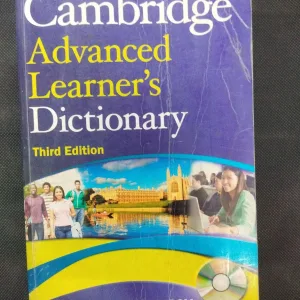 Cambridge
Advanced
Learner's
Dictionary
Third Edition